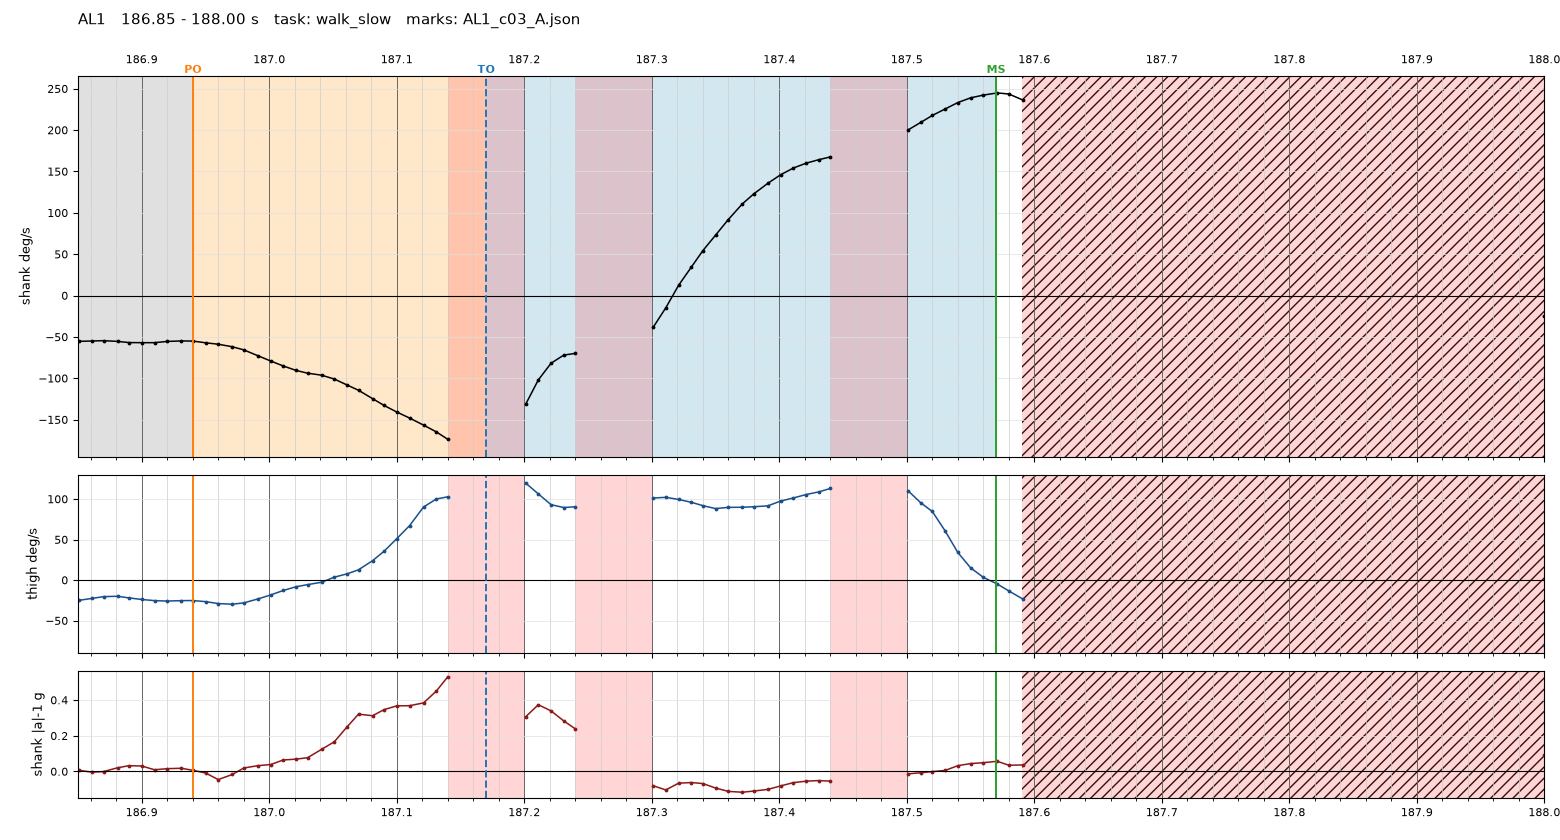 AL1   186.85 - 188.00 s   task: walk_slow   marks: AL1_c03_A.json
186.9 187.0 187.1 187.2 187.3 187.4 187.5 187.6 187.7 187.8 187.9 188.0
PO TO MS
shank deg/s
250
200
150
100
50
0
−50
−100
−150
thigh deg/s
100
50
0
−50
shank |a|-1 g
0.4
0.2
0.0
186.9 187.0 187.1 187.2 187.3 187.4 187.5 187.6 187.7 187.8 187.9 188.0